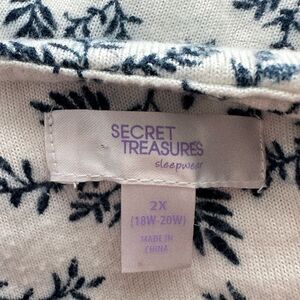 SECRET
TREASURES
sleepwear
2X
(18W-20W)
MADE IN
CHINA